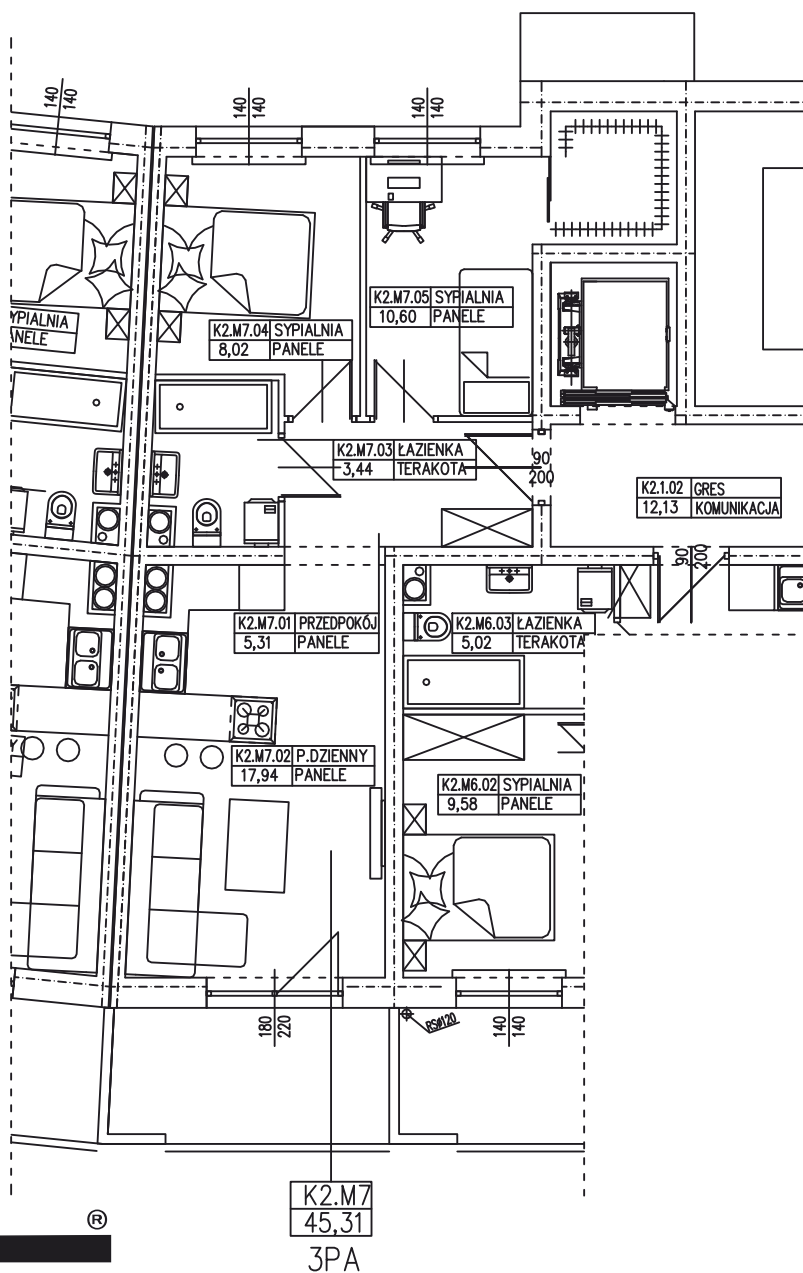 140
140
140
140
140
140
YPIALNIA
ANELE
K2.M7.04 SYPIALNIA
8,02 PANELE
K2.M7.05 SYPIALNIA
10,60 PANELE
K2.M7.03 ŁAZIENKA
3,44 TERAKOTA
90
200
K2.1.02 GRES
12,13 KOMUNIKACJA
90
200
K2.M7.01 PRZEDPOKÓJ
5,31 PANELE
K2.M6.03 ŁAZIENKA
5,02 TERAKOTA
K2.M7.02 P.DZIENNY
17,94 PANELE
K2.M6.02 SYPIALNIA
9,58 PANELE
180
220
RSø120
140
140
K2.M7
45,31
3PA
®